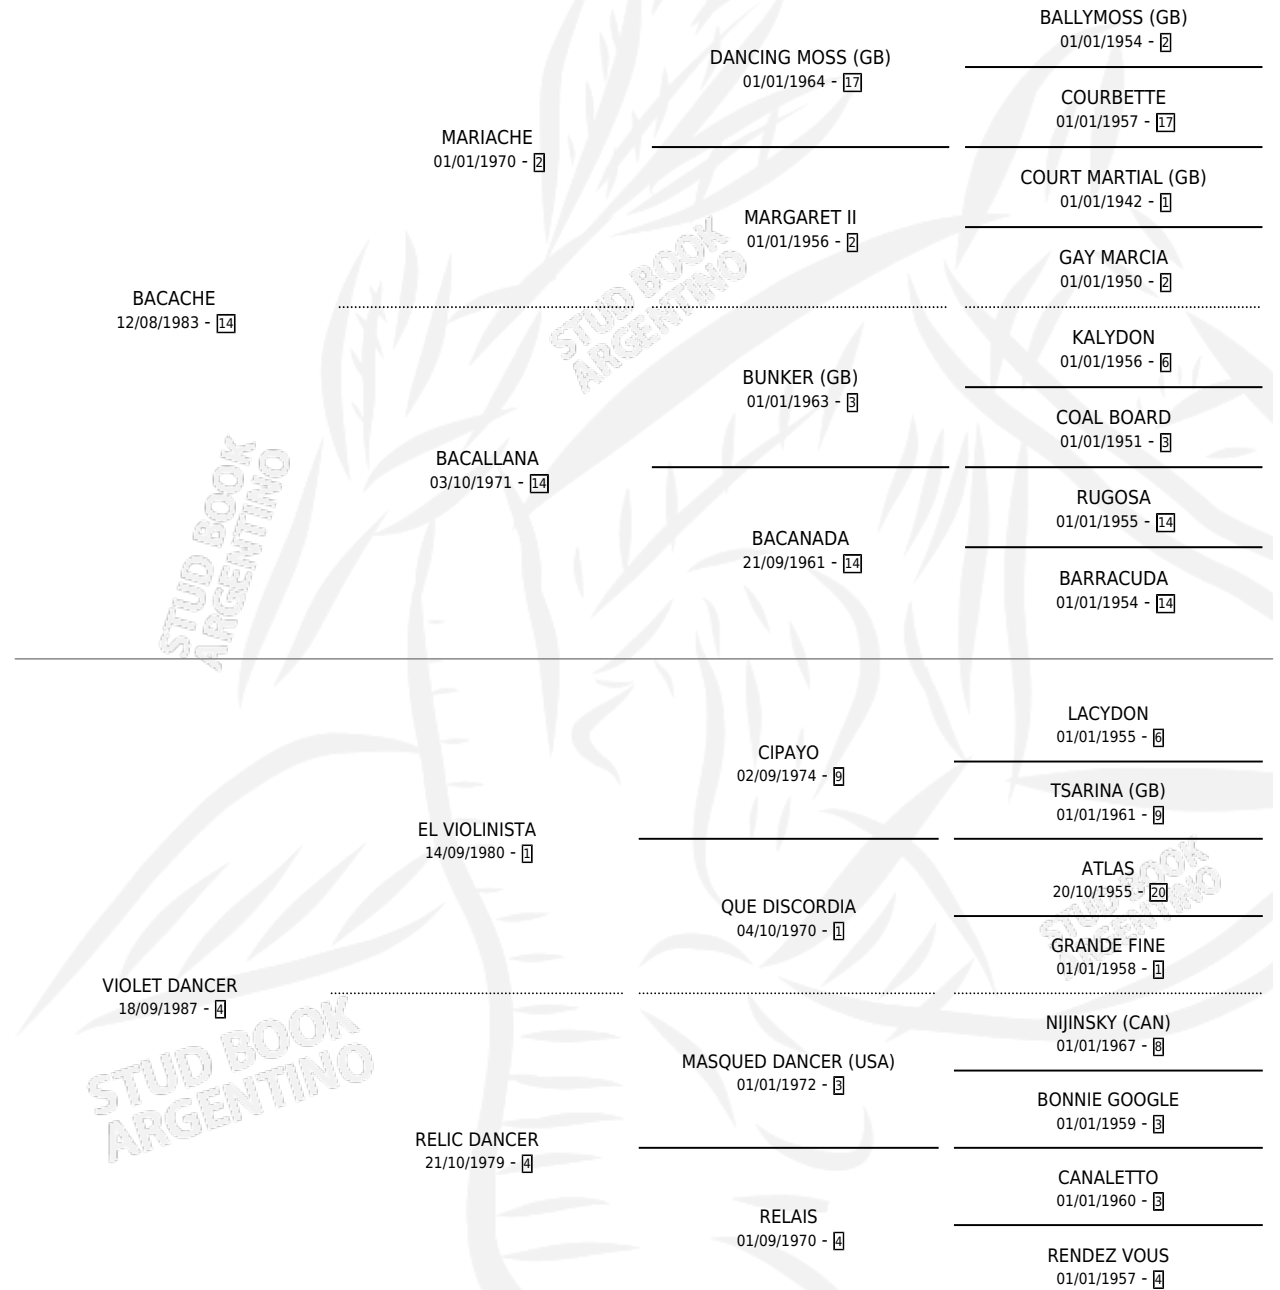 BALLYMOSS (GB)
01/01/1954 - 2
DANCING MOSS (GB)
01/01/1964 - 17
COURBETTE
01/01/1957 - 17
MARIACHE
01/01/1970 - 2
COURT MARTIAL (GB)
01/01/1942 - 1
MARGARET II
01/01/1956 - 2
GAY MARCIA
01/01/1950 - 2
BACACHE
12/08/1983 - 14
STUD BOOK
ARGENTINO
KALYDON
01/01/1956 - 6
BUNKER (GB)
01/01/1963 - 3
COAL BOARD
01/01/1951 - 3
BACALLANA
03/10/1971 - 14
RUGOSA
01/01/1955 - 14
BACANADA
21/09/1961 - 14
BARRACUDA
01/01/1954 - 14
STUD BOOK
ARGENTINO
LACYDON
01/01/1955 - 6
CIPAYO
02/09/1974 - 9
TSARINA (GB)
01/01/1961 - 9
EL VIOLINISTA
14/09/1980 - 1
ATLAS
20/10/1955 - 20
QUE DISCORDIA
04/10/1970 - 1
GRANDE FINE
01/01/1958 - 1
STUD BOOK
ARGENTINO
VIOLET DANCER
18/09/1987 - 4
NIJINSKY (CAN)
01/01/1967 - 8
MASQUED DANCER (USA)
01/01/1972 - 3
BONNIE GOOGLE
01/01/1959 - 3
STUD BOOK
ARGENTINO
RELIC DANCER
21/10/1979 - 4
CANALETTO
01/01/1960 - 3
RELAIS
01/09/1970 - 4
RENDEZ VOUS
01/01/1957 - 4